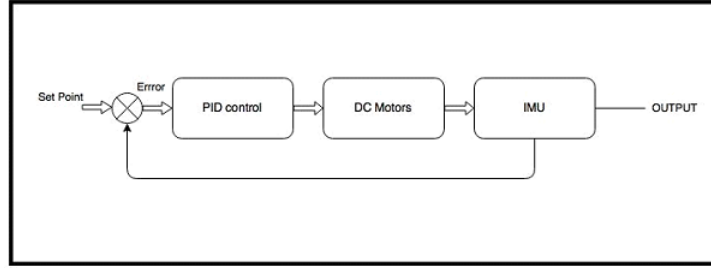 Set Point
Errror
PID control
DC Motors
IMU
OUTPUT